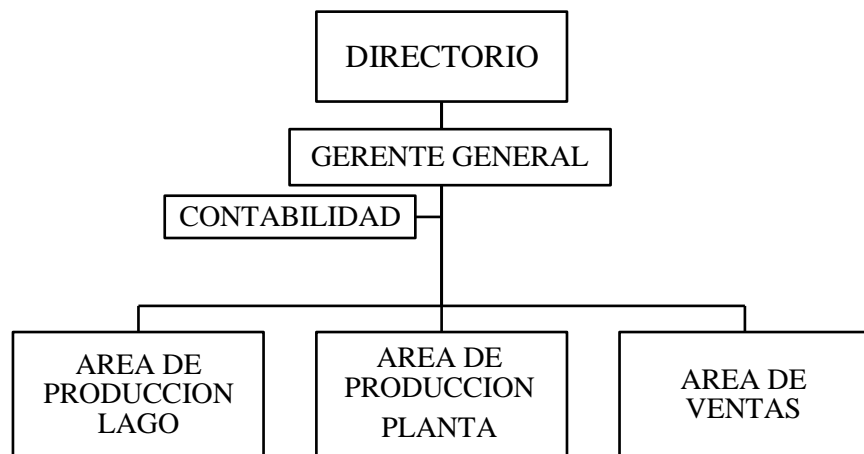 DIRECTORIO
GERENTE GENERAL
CONTABILIDAD
AREA DE
PRODUCCION
LAGO
AREA DE
PRODUCCION
PLANTA
AREA DE
VENTAS